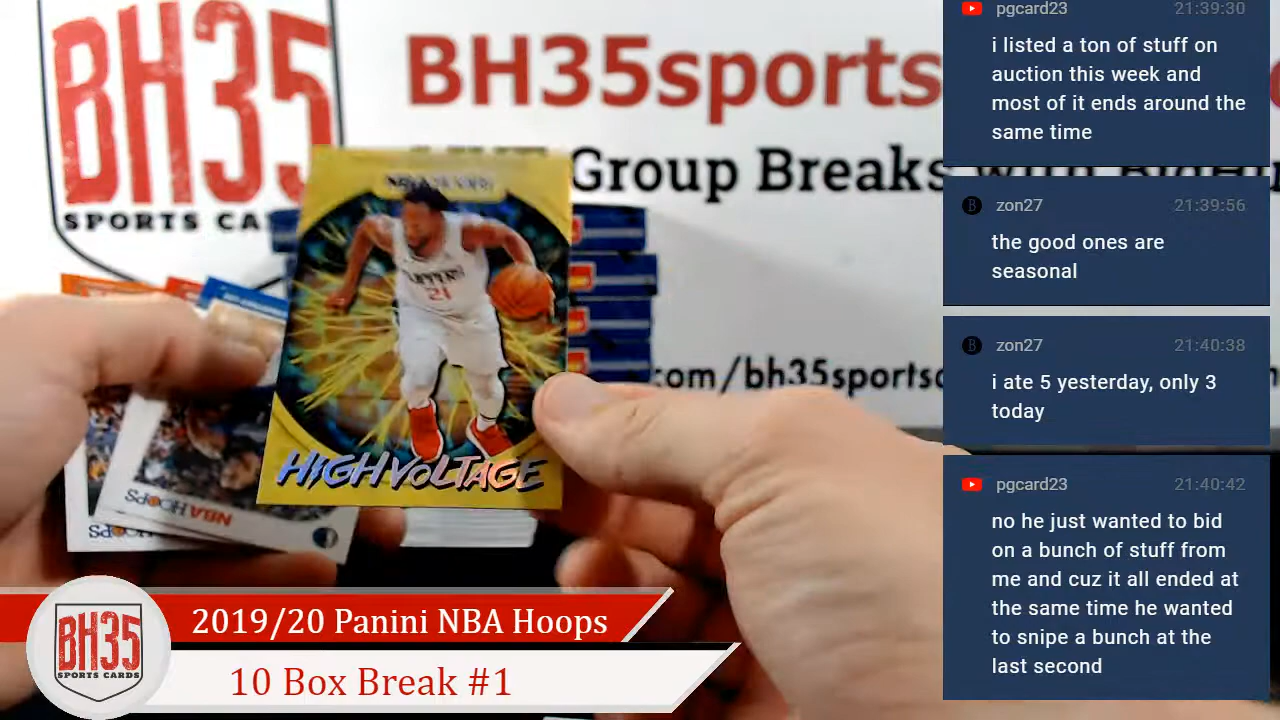 BH35
SPORTS CA
BH35sports
Group Breaks with
.com/bh35sportsc
HIGH VOLTAGE
21
NBA HOOPS
2019/20 Panini NBA Hoops
10 Box Break #1
BH35
SPORTS CARDS
pgcard23 21:39:30
i listed a ton of stuff on
auction this week and
most of it ends around the
same time
zon27 21:39:56
the good ones are
seasonal
zon27 21:40:38
i ate 5 yesterday, only 3
today
pgcard23 21:40:42
no he just wanted to bid
on a bunch of stuff from
me and cuz it all ended at
the same time he wanted
to snipe a bunch at the
last second